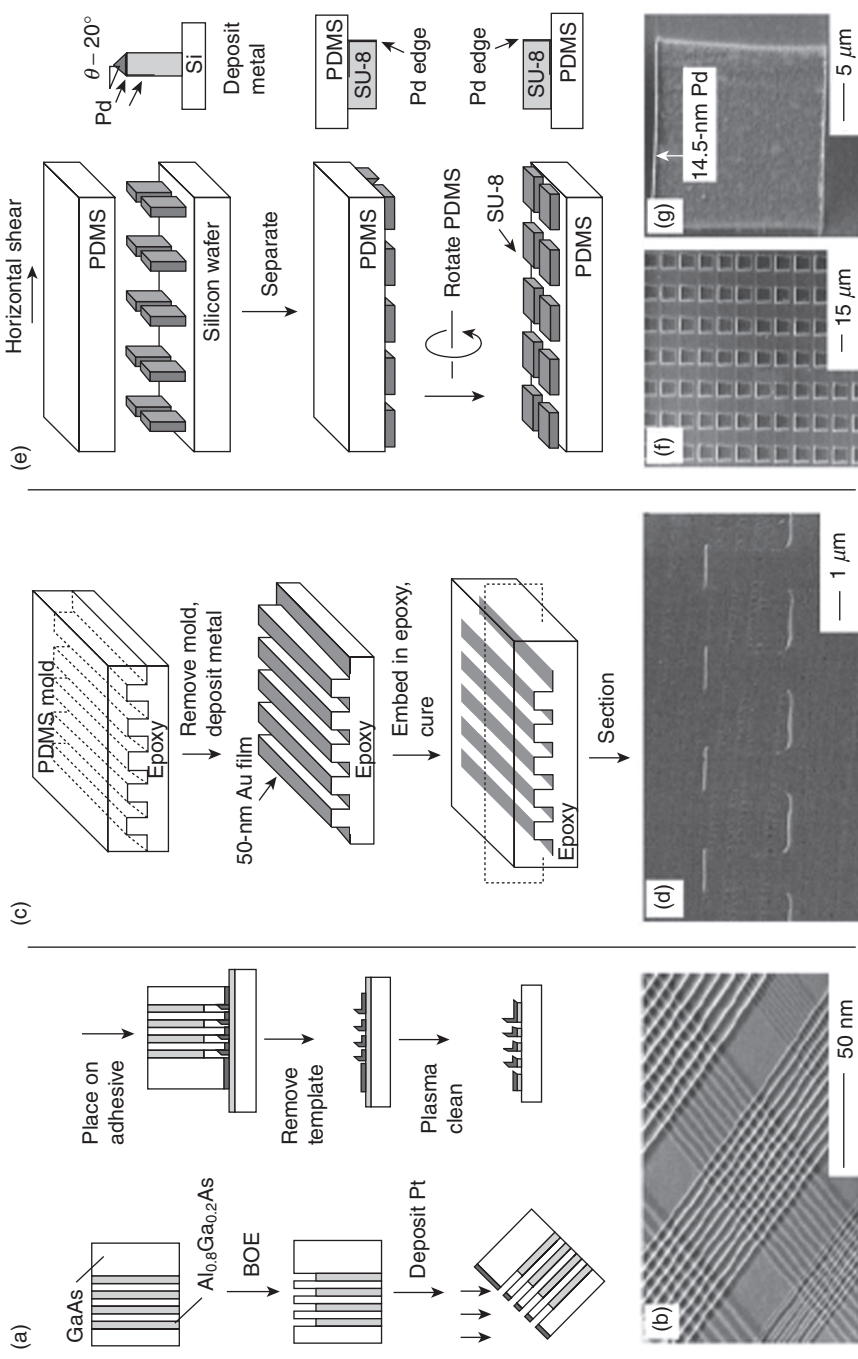 (a)
GaAs
Al0.8Ga0.2As
BOE
Deposit Pt
Place on
adhesive
Remove
template
Plasma
clean
(b)
50 nm
(c)
PDMS mold
Epoxy
Remove mold,
deposit metal
50-nm Au film
Epoxy
Embed in epoxy,
cure
Epoxy
Section
(d)
1 μm
(e)
Horizontal shear
PDMS
Silicon wafer
Separate
PDMS
Rotate PDMS
SU-8
PDMS
θ – 20°
Pd
Si
Deposit
metal
PDMS
SU-8
Pd edge
Pd edge
SU-8
PDMS
(f)
15 μm
(g)
14.5-nm Pd
5 μm